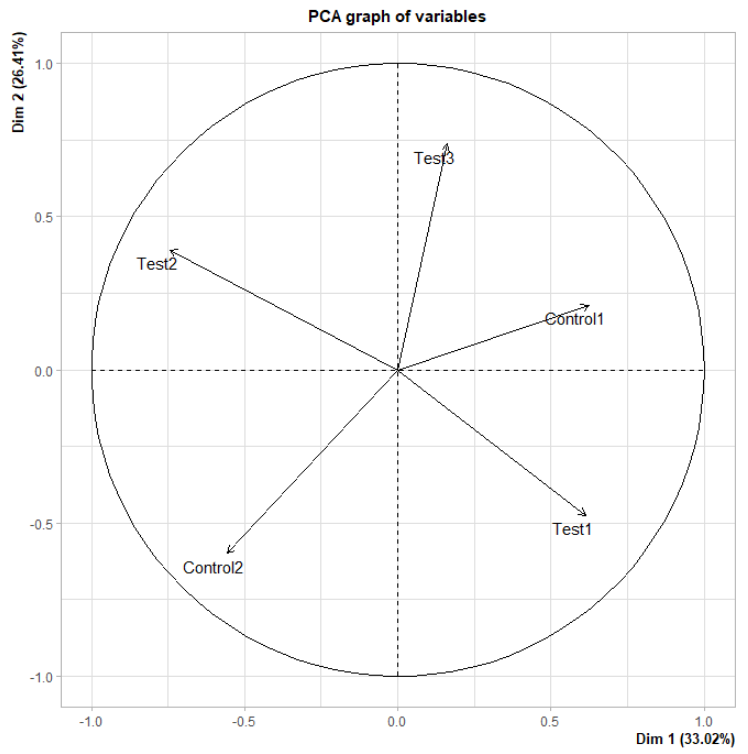 PCA graph of variables
Dim 2 (26.41%)
1.0
0.5
0.0
-0.5
-1.0
Test3
Test2
Control1
Test1
Control2
-1.0 -0.5 0.0 0.5 1.0
Dim 1 (33.02%)